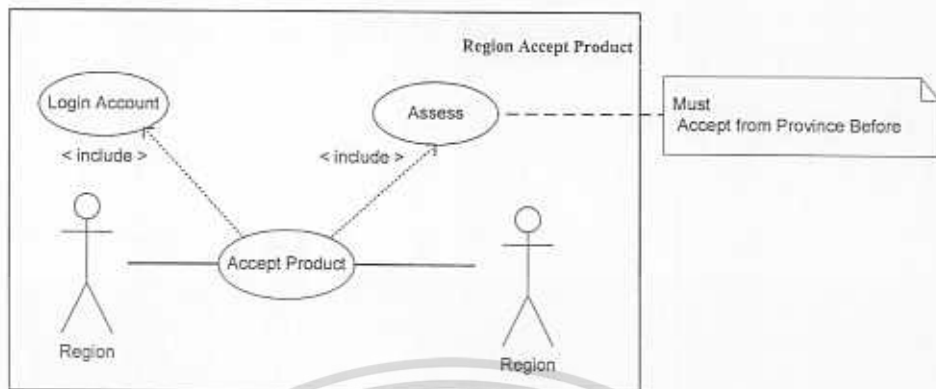 Region Accept Product
Login Account
Assess
Must
Accept from Province Before
< include >
< include >
Accept Product
Region
Region